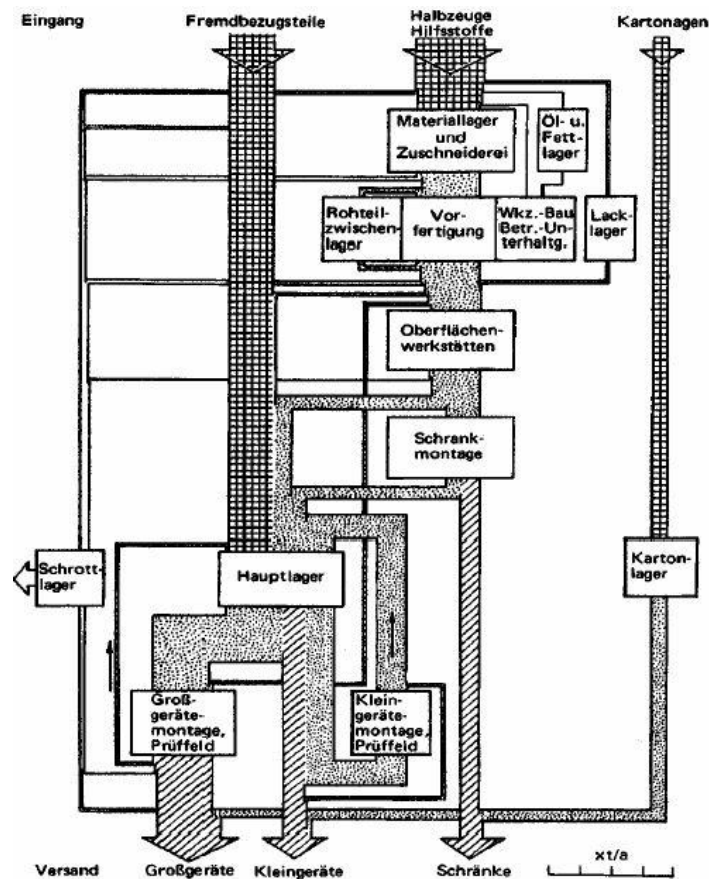 Eingang
Fremdbezugsteile
Halbzeuge
Hilfsstoffe
Kartonagen
Materiallager
und
Zuschneiderei
Öl- u.
Fett-
lager
Rohteil-
zwischen-
lager
Vor-
fertigung
Wkz.-Bau
Betr.-Un-
terhaltg.
Lack-
lager
Oberflächen-
werkstätten
Schrank-
montage
Schrott-
lager
Hauptlager
Karton-
lager
Groß-
geräte-
montage,
Prüffeld
Klein-
geräte-
montage,
Prüffeld
Versand
Großgeräte
Kleingeräte
Schränke
xt/a